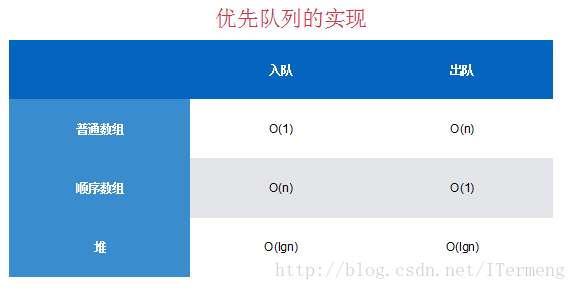 优先队列的实现
入队 出队
普通数组 O(1) O(n)
顺序数组 O(n) O(1)
堆 O(lgn) O(lgn)
http://blog.csdn.net/ITermeng